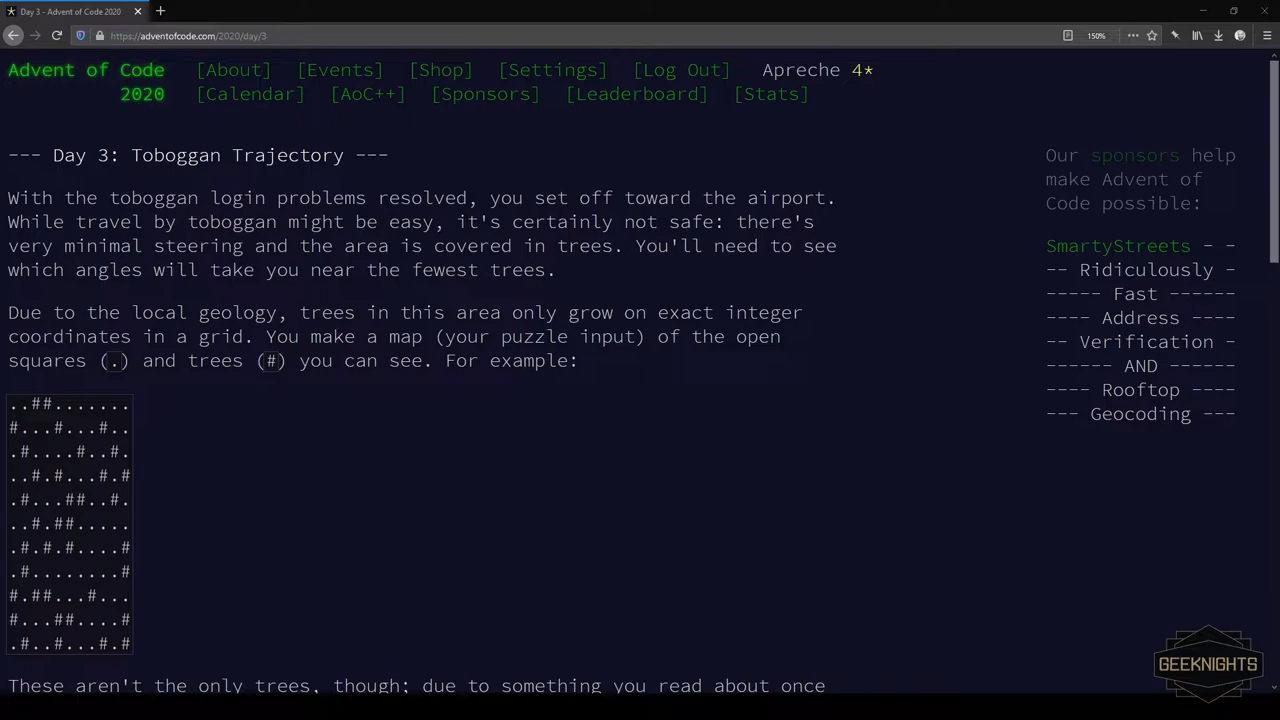 Day 3 - Advent of Code 2020
https://adventofcode.com/2020/day/3
150%
Advent of Code [About] [Events] [Shop] [Settings] [Log Out] Apreche 4*
2020 [Calendar] [AoC++] [Sponsors] [Leaderboard] [Stats]
--- Day 3: Toboggan Trajectory ---
With the toboggan login problems resolved, you set off toward the airport.
While travel by toboggan might be easy, it's certainly not safe: there's
very minimal steering and the area is covered in trees. You'll need to see
which angles will take you near the fewest trees.
Due to the local geology, trees in this area only grow on exact integer
coordinates in a grid. You make a map (your puzzle input) of the open
squares (.) and trees (#) you can see. For example:
..##.......
#...#...#..
.#....#..#.
..#.#...#.#
.#...##..#.
..#.##.....
.#.#.#....#
.#........#
#.##...#...
#...##....#
.#..#...#.#
These aren't the only trees, though; due to something you read about once
Our sponsors help
make Advent of
Code possible:
SmartyStreets - -
-- Ridiculously -
----- Fast ------
---- Address ----
-- Verification -
------ AND ------
---- Rooftop ----
--- Geocoding ---
GEEKNIGHTS